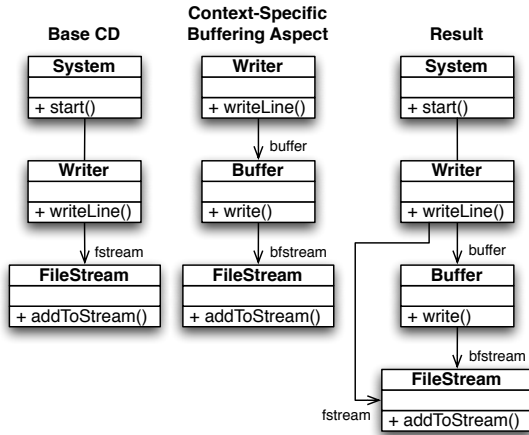 Base CD
System
+ start()
Writer
+ writeLine()
fstream
FileStream
+ addToStream()
Context-Specific
Buffering Aspect
Writer
+ writeLine()
buffer
Buffer
+ write()
bfstream
FileStream
+ addToStream()
Result
System
+ start()
Writer
+ writeLine()
buffer
Buffer
+ write()
bfstream
FileStream
fstream
+ addToStream()